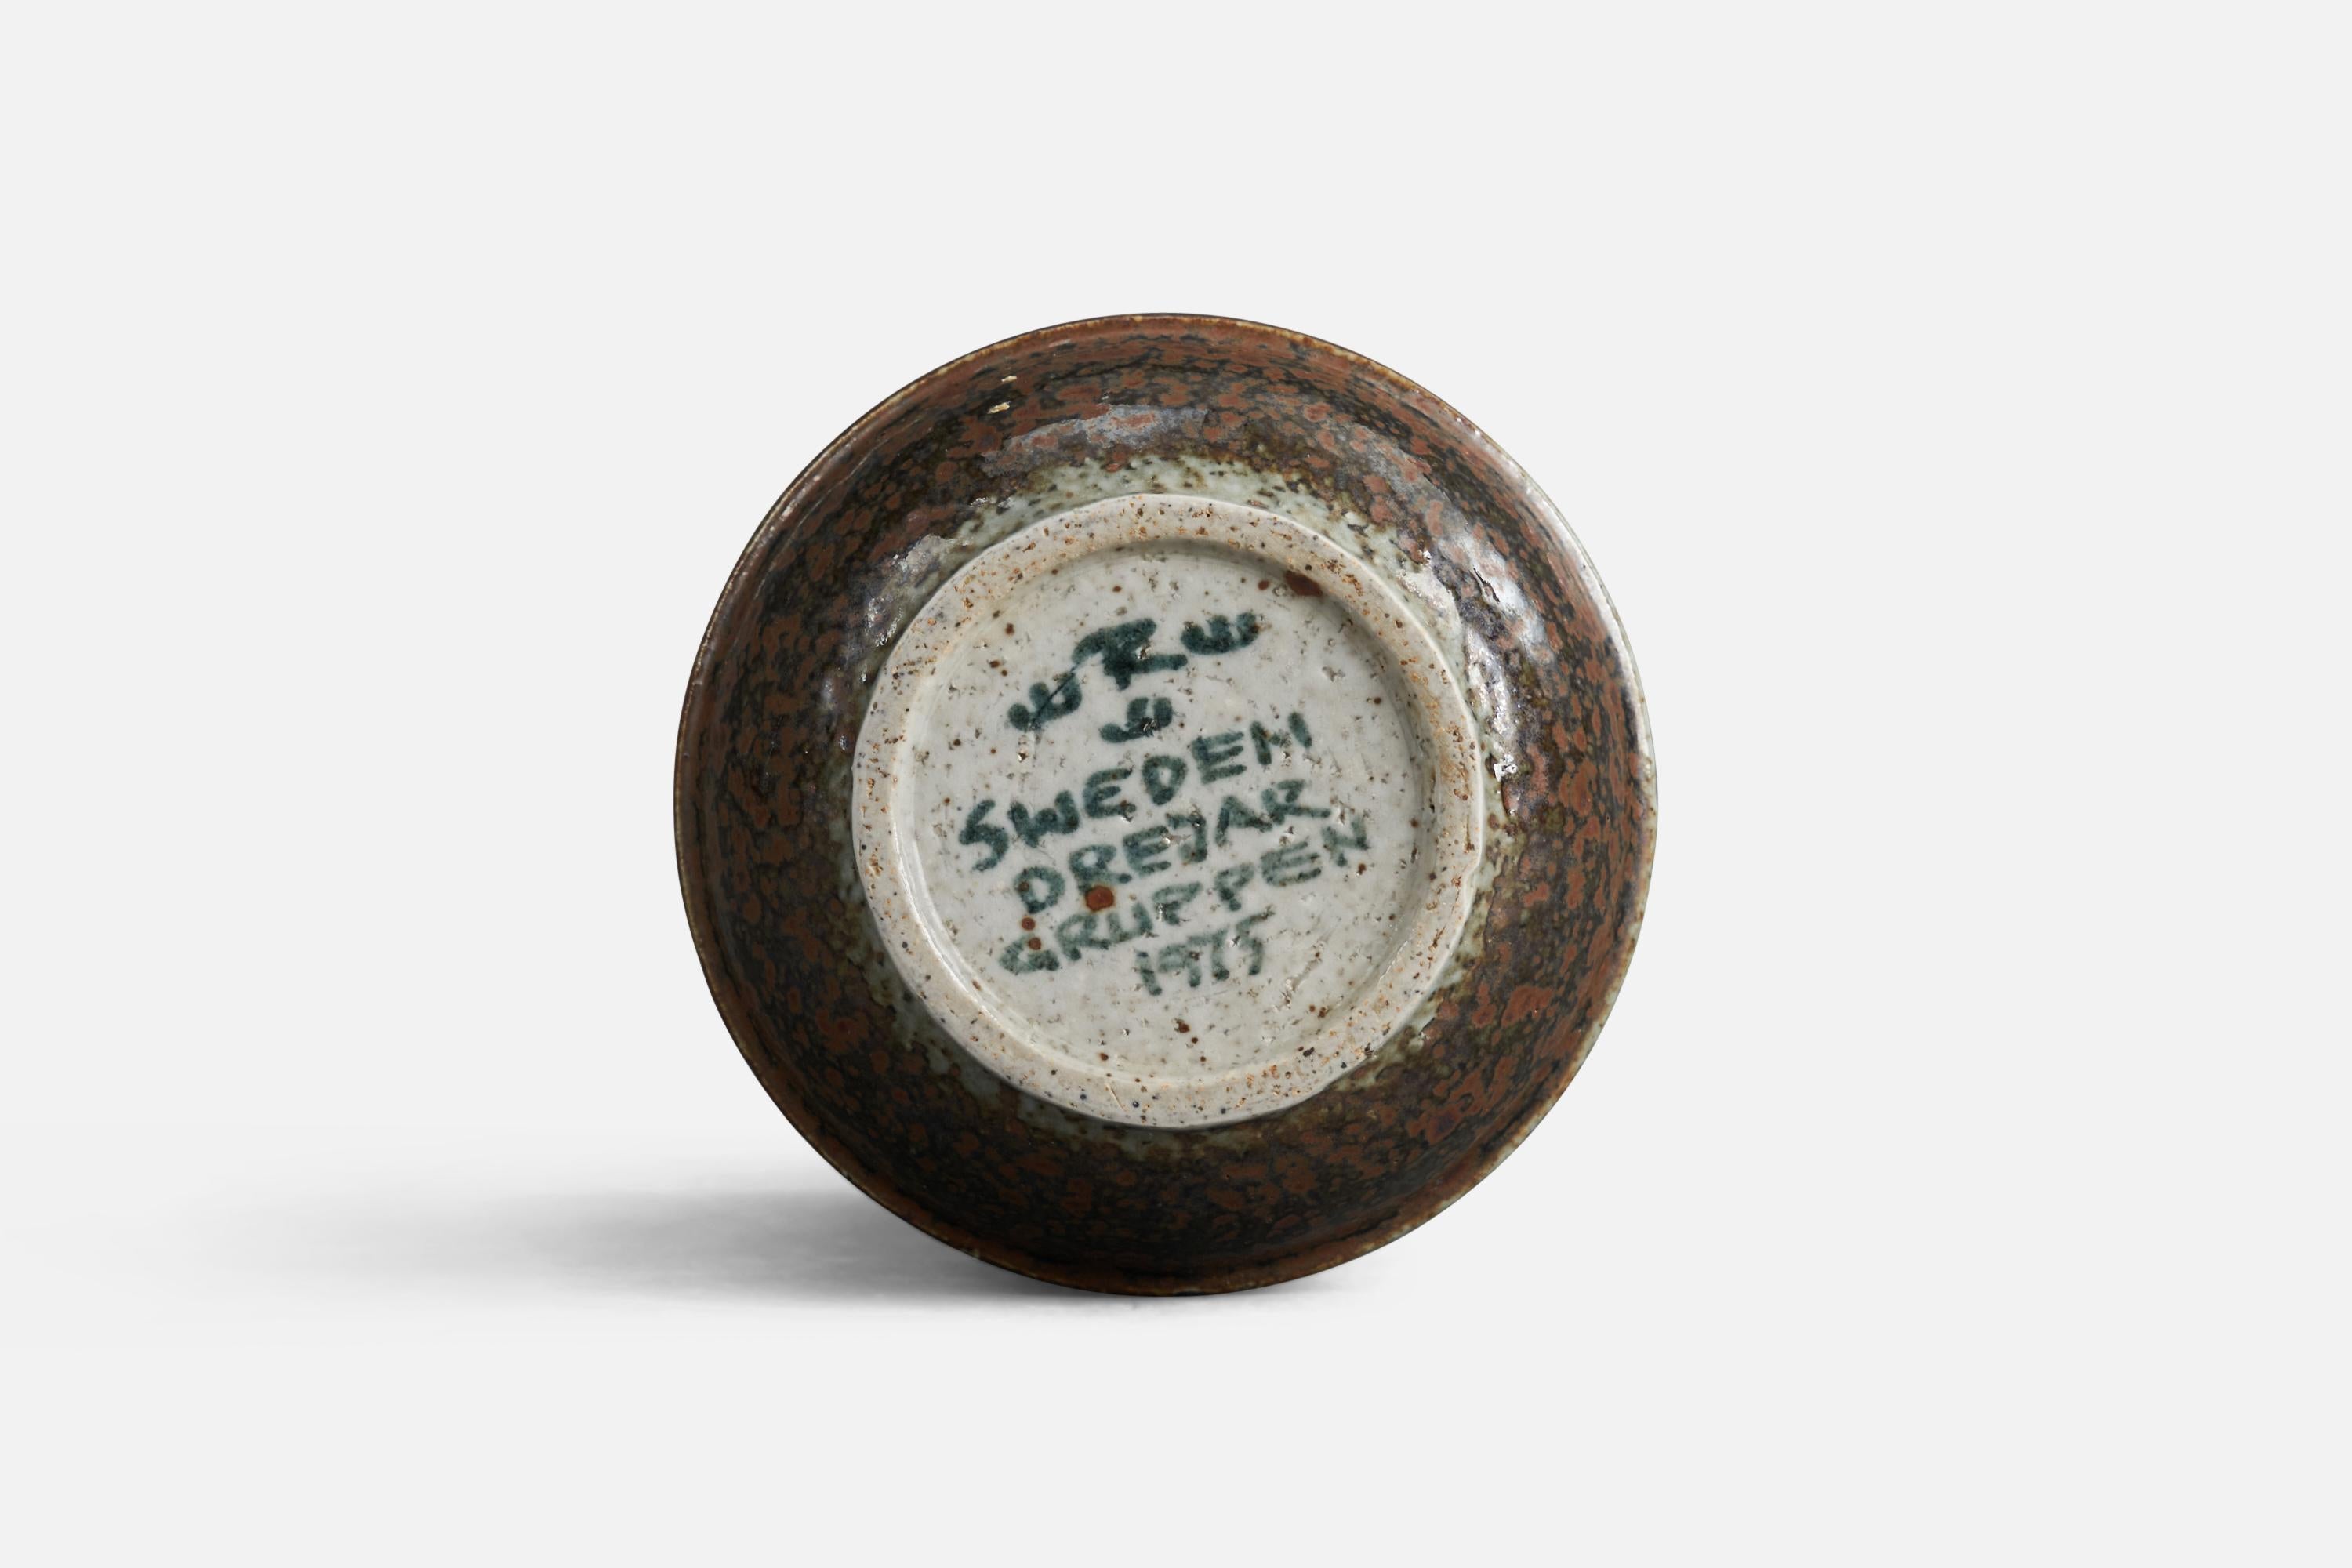 R
SWEDEN
DREJAR
GRUPPEN
1975